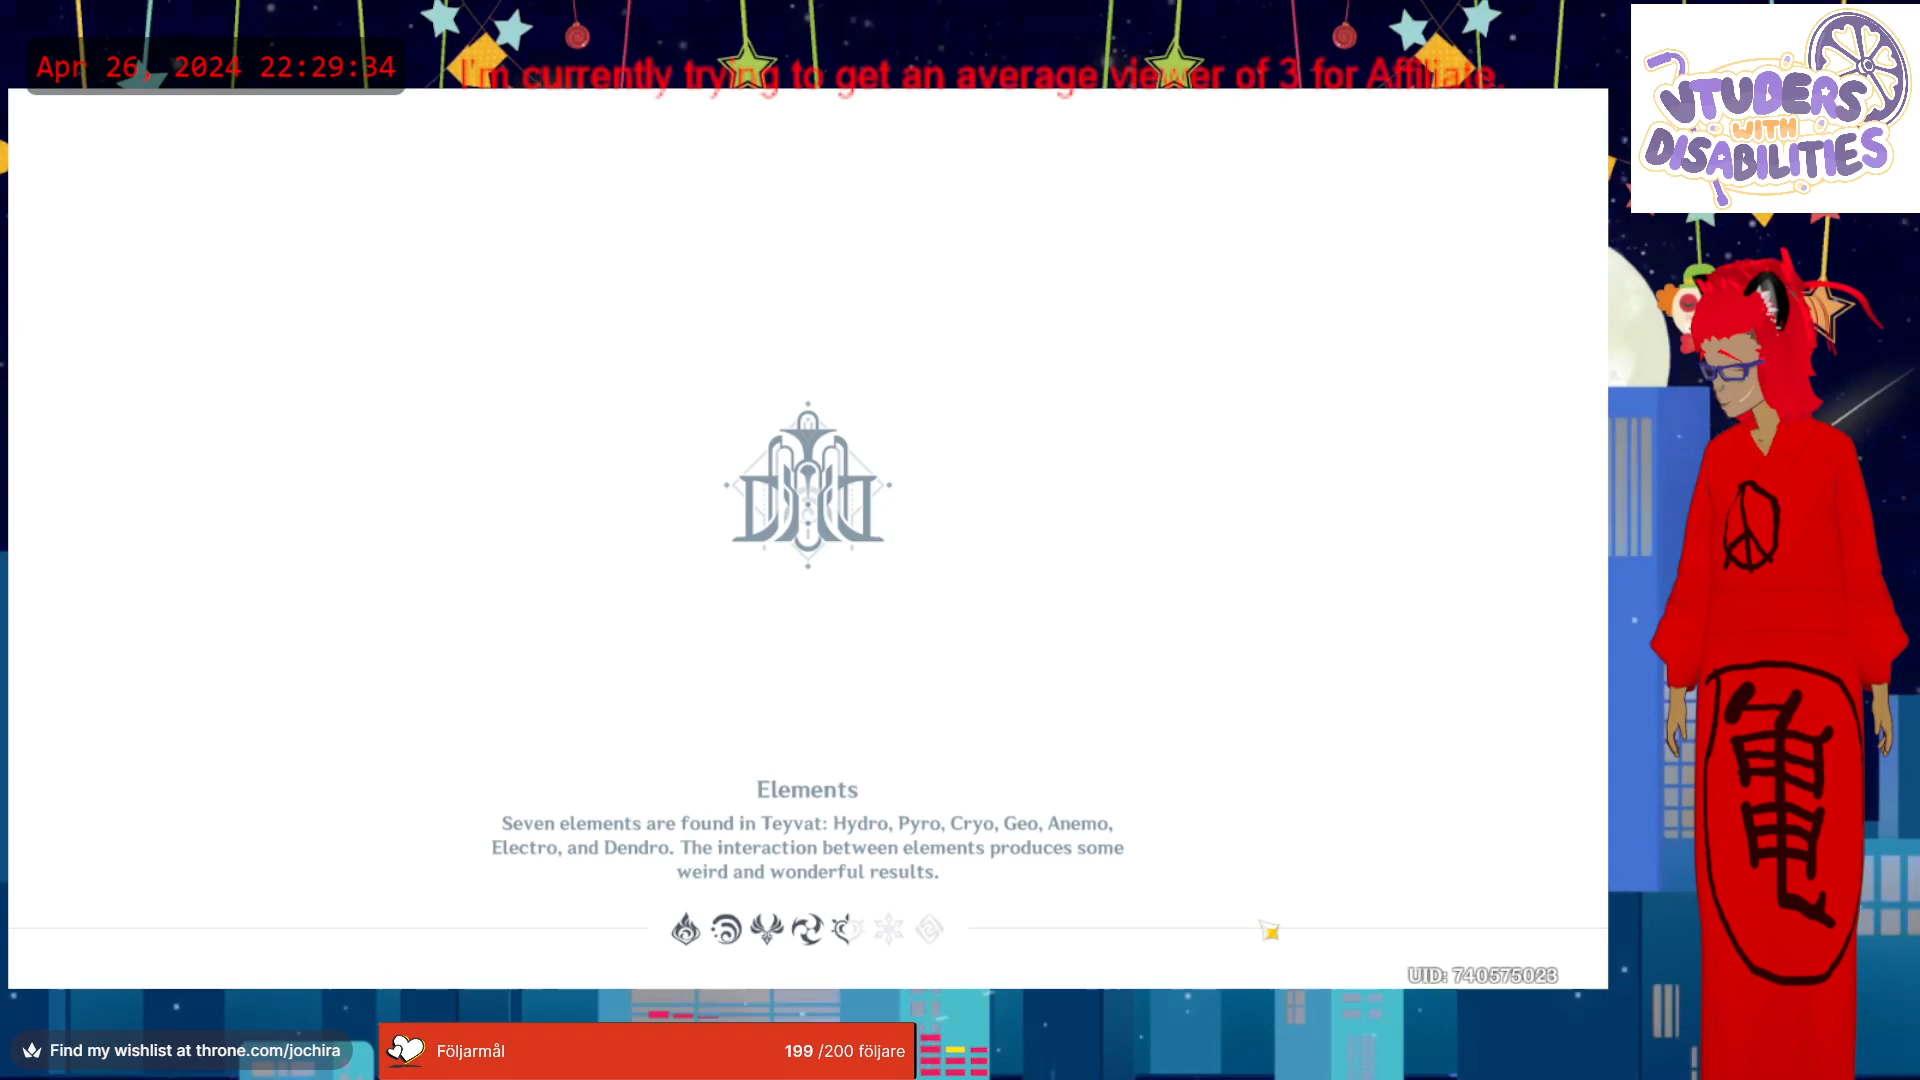 Apr 26, 2024 22:29:34
I'm currently trying to get an average viewer of 3 for Affiliate.
VTUBERS
WITH
DISABILITIES
亀
Elements
Seven elements are found in Teyvat: Hydro, Pyro, Cryo, Geo, Anemo,
Electro, and Dendro. The interaction between elements produces some
weird and wonderful results.
UID: 740575023
Find my wishlist at throne.com/jochira
Följarmål
199 /200 följare